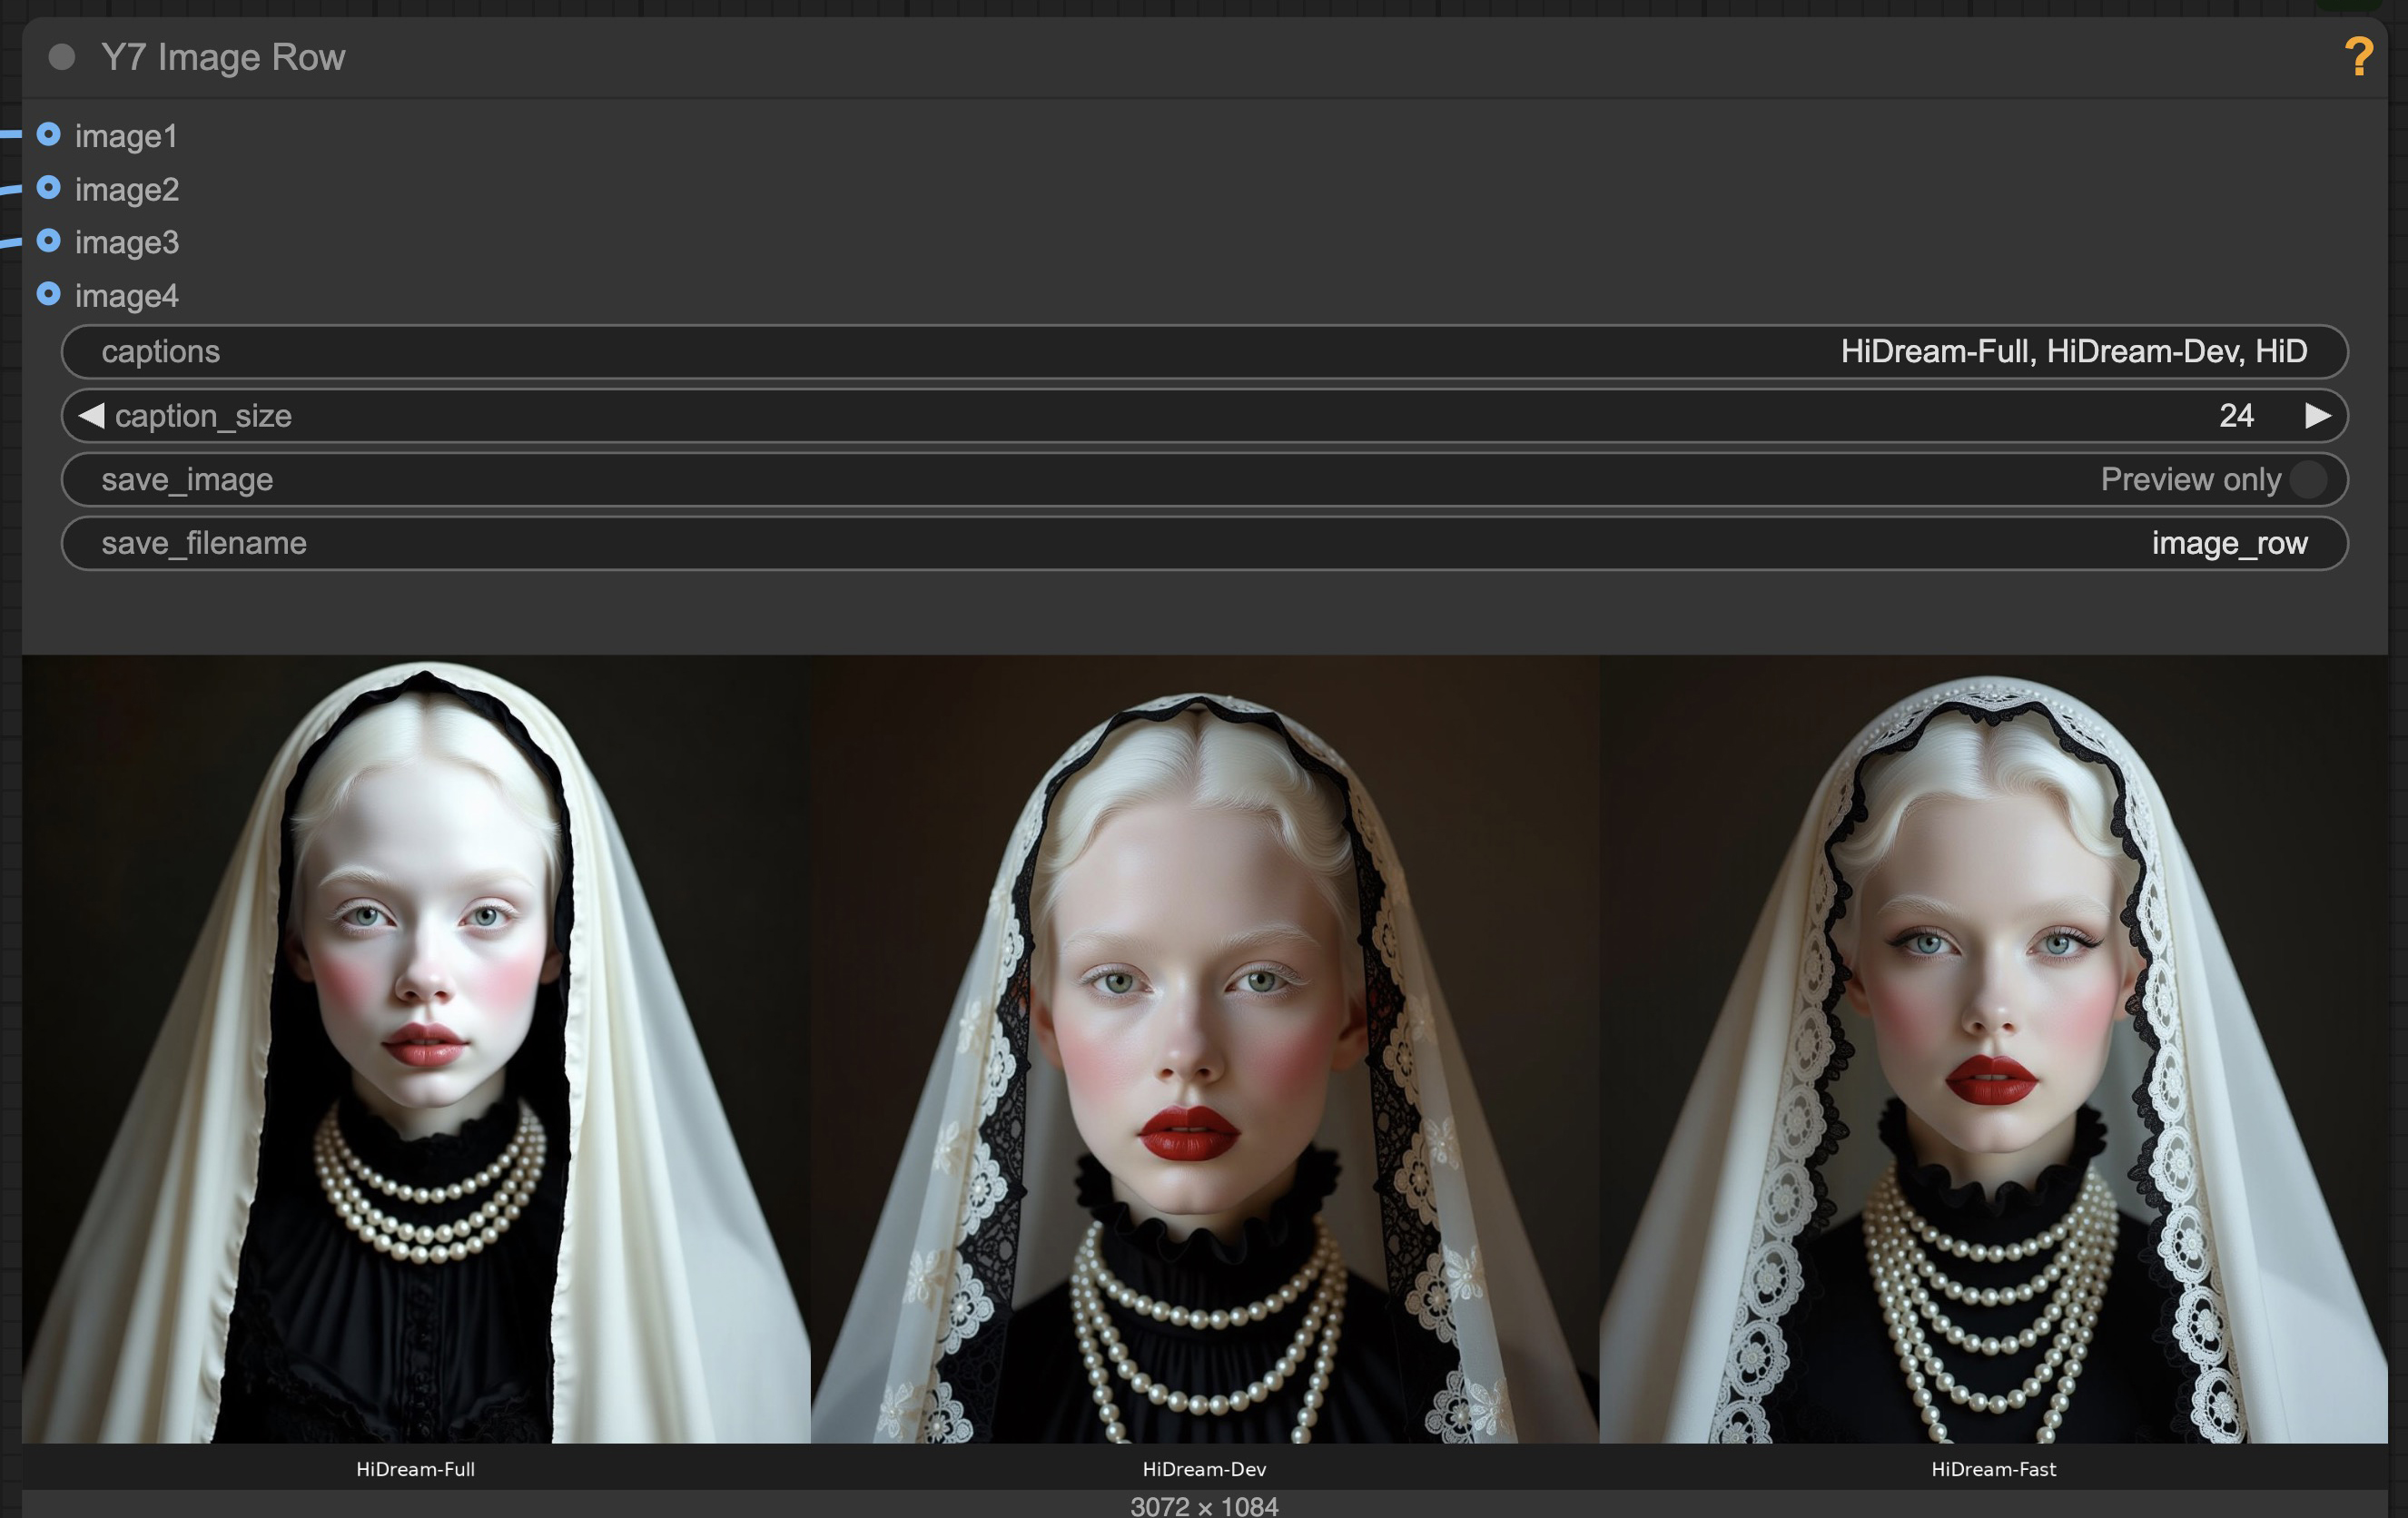 Y7 Image Row
?
image1
image2
image3
image4
captions HiDream-Full, HiDream-Dev, HiD
caption_size 24
save_image Preview only
save_filename image_row
HiDream-Full HiDream-Dev HiDream-Fast
3072 × 1084